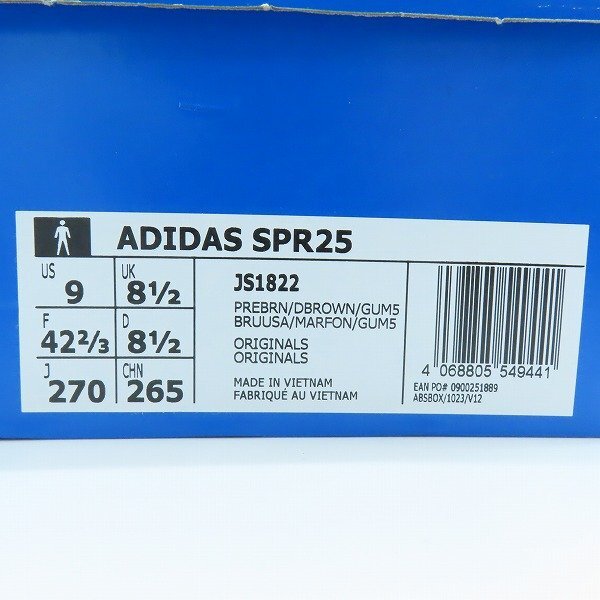 ADIDAS SPR25
US 9 UK 8½
F 42⅔ D 8½
J 270 CHN 265
JS1822
PREBRN/DBROWN/GUM5
BRUUSA/MARFON/GUM5
ORIGINALS
ORIGINALS
MADE IN VIETNAM
FABRIQUÉ AU VIETNAM
4 068805 549441
EAN PO# 0900251889
ABSBOX/1023/V12